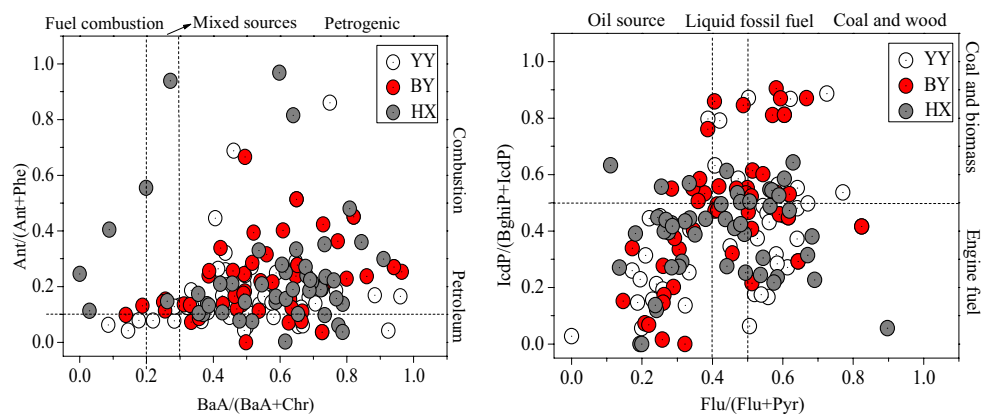 Fuel combustion Mixed sources Petrogenic
1.0
0.8
0.6
0.4
0.2
0.0
Ant/(Ant+Phe)
YY
BY
HX
Combustion
Petroleum
0.0 0.2 0.4 0.6 0.8 1.0
BaA/(BaA+Chr)
Oil source Liquid fossil fuel Coal and wood
1.0
0.8
0.6
0.4
0.2
0.0
IcdP/(BghiP+IcdP)
YY
BY
HX
Coal and biomass
Engine fuel
0.0 0.2 0.4 0.6 0.8 1.0
Flu/(Flu+Pyr)